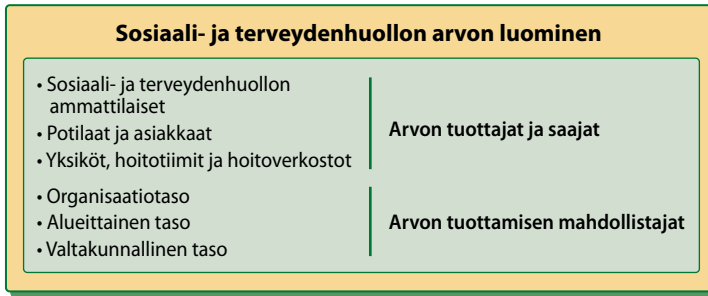 Sosiaali- ja terveydenhuollon arvon luominen
• Sosiaali- ja terveydenhuollon
ammattilaiset
• Potilaat ja asiakkaat
• Yksiköt, hoitotiimit ja hoitoverkostot
Arvon tuottajat ja saajat
• Organisaatiotaso
• Alueittainen taso
• Valtakunnallinen taso
Arvon tuottamisen mahdollistajat